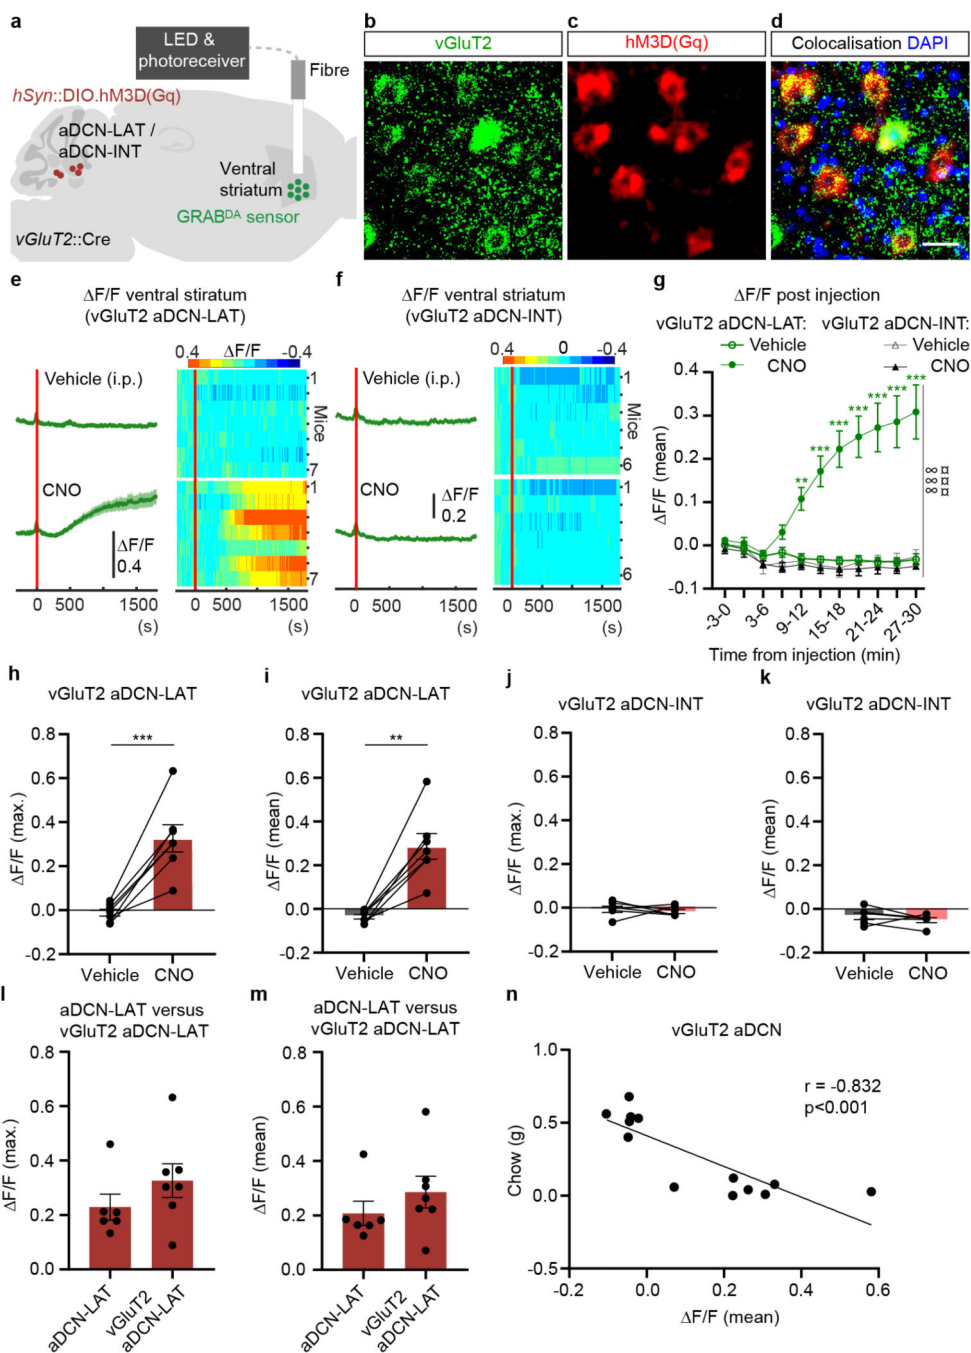 a
LED &
photoreceiver
Fibre
hSyn::DIO.hM3D(Gq)
aDCN-LAT /
aDCN-INT
Ventral
striatum
GRABDA sensor
vGluT2::Cre
b
vGluT2
c
hM3D(Gq)
d
Colocalisation DAPI
e
ΔF/F ventral stiratum
(vGluT2 aDCN-LAT)
0.4 ΔF/F -0.4
Vehicle (i.p.)
1
Mice
7
CNO
1
7
ΔF/F
0.4
0 500 1500
(s)
0 500 1500
(s)
f
ΔF/F ventral striatum
(vGluT2 aDCN-INT)
0.4 0 -0.4
Vehicle (i.p.)
1
6
CNO
1
6
ΔF/F
0.2
0 500 1500
(s)
0 500 1500
(s)
g
ΔF/F post injection
vGluT2 aDCN-LAT: vGluT2 aDCN-INT:
Vehicle Vehicle
CNO CNO
ΔF/F (mean)
0.4
0.3
0.2
0.1
0.0
-0.1
** *** *** *** *** *** ***
∞∞∞
¤¤¤
-3-0 3-6 9-12 15-18 21-24 27-30
Time from injection (min)
h
vGluT2 aDCN-LAT
ΔF/F (max.)
0.8
0.6
0.4
0.2
0.0
-0.2
***
Vehicle CNO
i
vGluT2 aDCN-LAT
ΔF/F (mean)
0.8
0.6
0.4
0.2
0.0
-0.2
**
Vehicle CNO
j
vGluT2 aDCN-INT
ΔF/F (max.)
0.8
0.6
0.4
0.2
0.0
-0.2
Vehicle CNO
k
vGluT2 aDCN-INT
ΔF/F (mean)
0.8
0.6
0.4
0.2
0.0
-0.2
Vehicle CNO
l
aDCN-LAT versus
vGluT2 aDCN-LAT
ΔF/F (max.)
0.8
0.6
0.4
0.2
0.0
aDCN-LAT
vGluT2
aDCN-LAT
m
aDCN-LAT versus
vGluT2 aDCN-LAT
ΔF/F (mean)
0.8
0.6
0.4
0.2
0.0
aDCN-LAT
vGluT2
aDCN-LAT
n
vGluT2 aDCN
Chow (g)
1.0
0.5
0.0
-0.5
r = -0.832
p<0.001
-0.2 0.0 0.2 0.4 0.6
ΔF/F (mean)